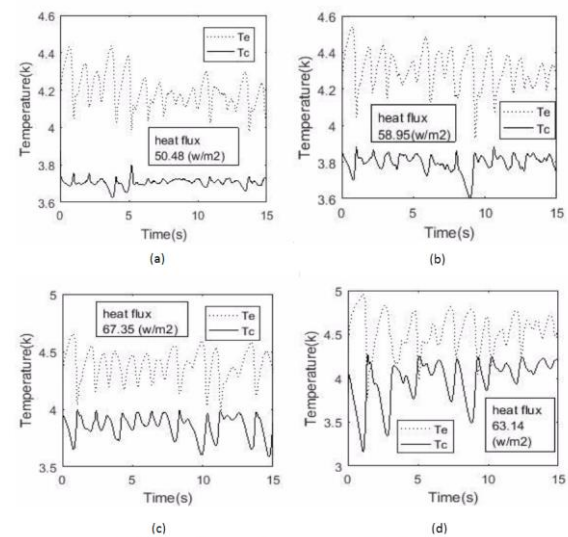 4.6
4.4
4.2
4
3.8
3.6
Temperature(k)
Te
Tc
heat flux
50.48 (w/m2)
0
5
10
15
Time(s)
(a)
4.6
4.4
4.2
4
3.8
3.6
Temperature(k)
heat flux
58.95(w/m2)
Te
Tc
0
5
10
15
Time(s)
(b)
5
4.5
4
3.5
Temperature(k)
heat flux
67.35 (w/m2)
Te
Tc
0
5
10
15
Time(s)
(c)
5
4.5
4
3.5
3
Temperature(k)
Te
Tc
heat flux
63.14
(w/m2)
0
5
10
15
Time(s)
(d)